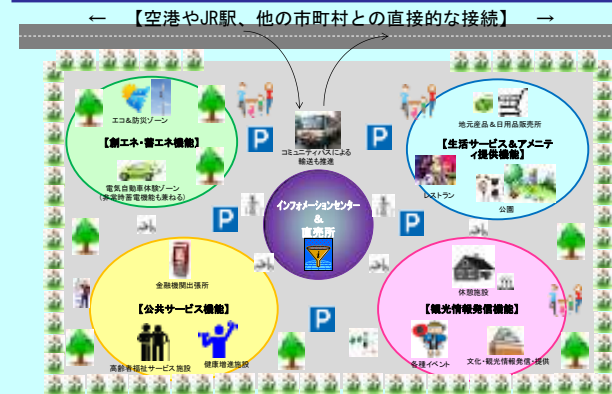 ← 【空港やJR駅、他の市町村との直接的な接続】 →
エコ&防災ゾーン
【創エネ・蓄エネ機能】
電気自動車体験ゾーン
(非常時蓄電機能も兼ねる)
P
P
コミュニティバスによる
輸送も推進
地元産品&日用品販売所
【生活サービス&アメニ
ティ提供機能】
レストラン
公園
インフォメーションセンター
&
直売所
P
P
金融機関出張所
【公共サービス機能】
高齢者福祉サービス施設
健康増進施設
P
休憩施設
【観光情報発信機能】
各種イベント
文化・観光情報発信・提供